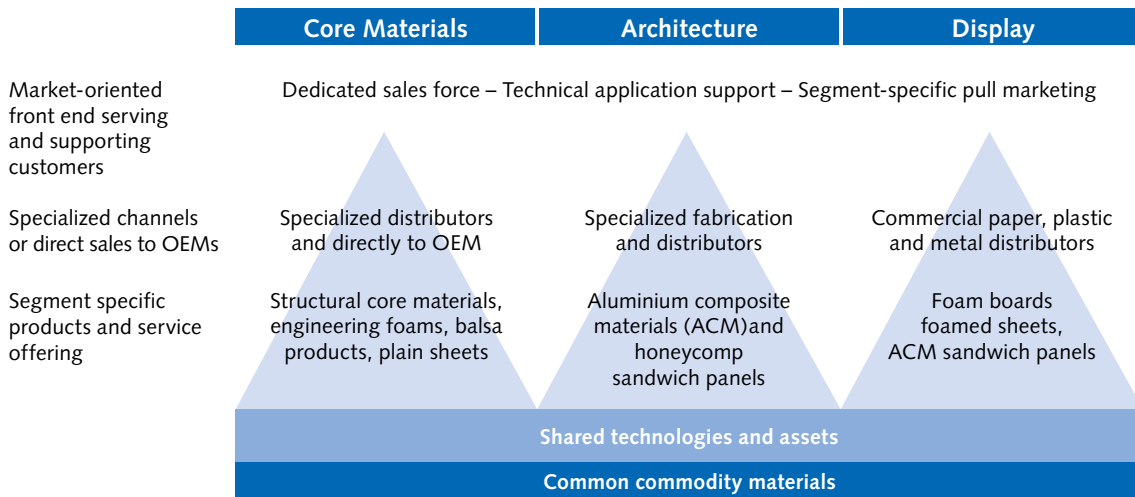 Core Materials
Architecture
Display
Market-oriented
front end serving
and supporting
customers
Dedicated sales force – Technical application support – Segment-specific pull marketing
Specialized channels
or direct sales to OEMs
Specialized distributors
and directly to OEM
Specialized fabrication
and distributors
Commercial paper, plastic
and metal distributors
Segment specific
products and service
offering
Structural core materials,
engineering foams, balsa
products, plain sheets
Aluminium composite
materials (ACM)and
honeycomp
sandwich panels
Foam boards
foamed sheets,
ACM sandwich panels
Shared technologies and assets
Common commodity materials